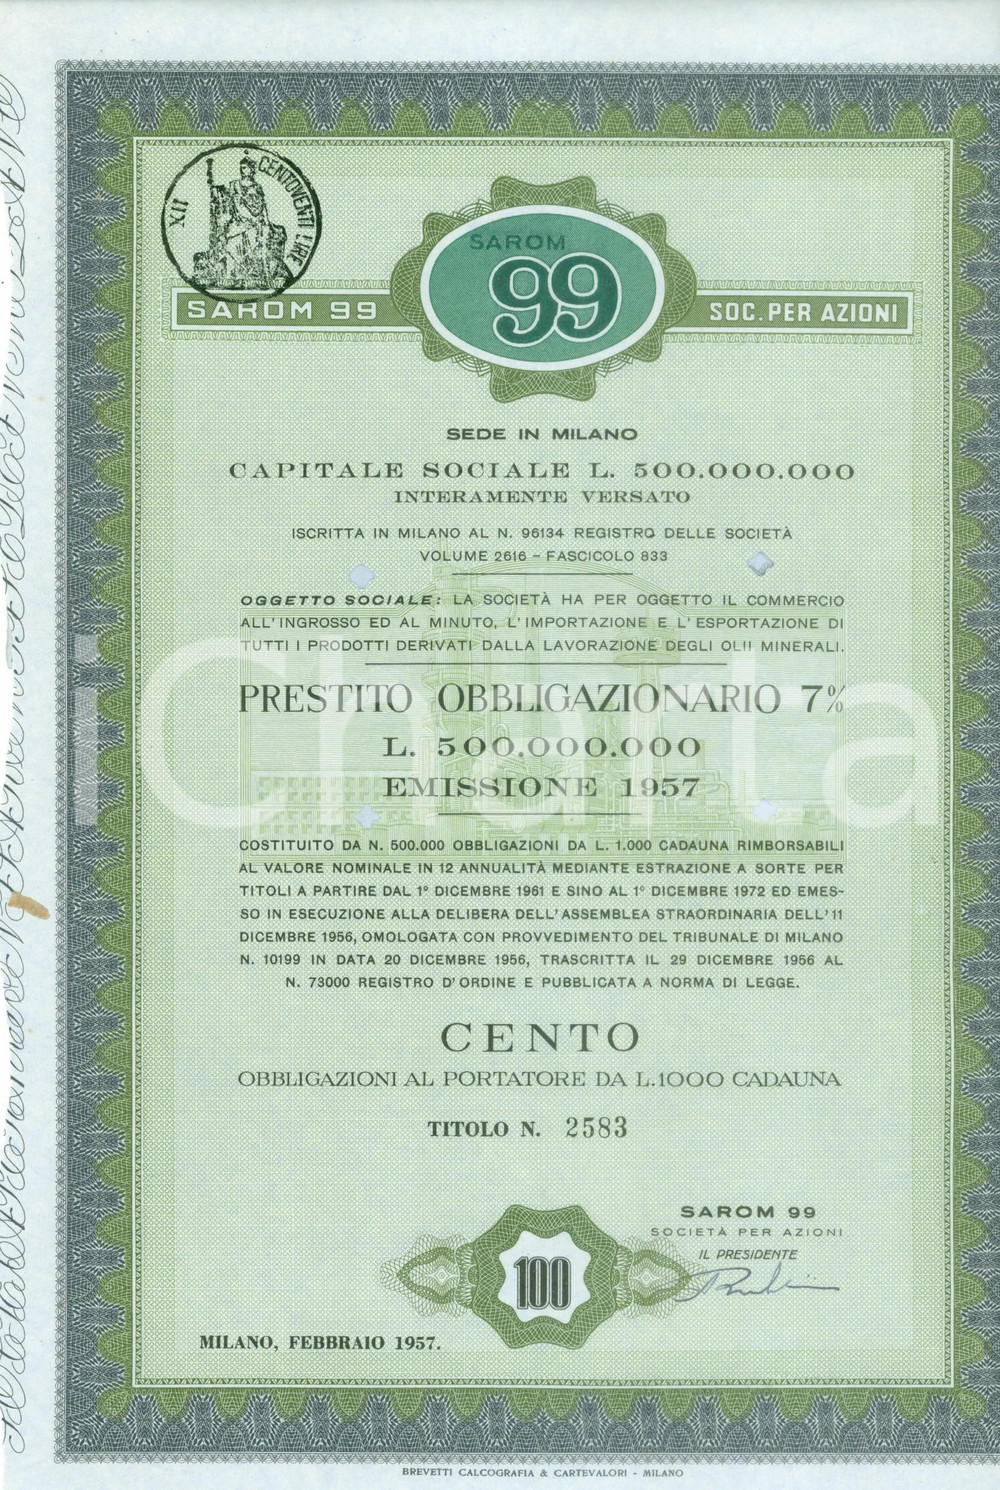 XII CENTOVENTI LIRE
SAROM
99
SAROM 99
SOC. PER AZIONI
SEDE IN MILANO
CAPITALE SOCIALE L. 500.000.000
INTERAMENTE VERSATO
ISCRITTA IN MILANO AL N. 96134 REGISTRO DELLE SOCIETÀ
VOLUME 2616 – FASCICOLO 833
OGGETTO SOCIALE: LA SOCIETÀ HA PER OGGETTO IL COMMERCIO
ALL'INGROSSO ED AL MINUTO, L'IMPORTAZIONE E L'ESPORTAZIONE DI
TUTTI I PRODOTTI DERIVATI DALLA LAVORAZIONE DEGLI OLII MINERALI.
PRESTITO OBBLIGAZIONARIO 7%
L. 500.000.000
EMISSIONE 1957
iCharta
COSTITUITO DA N. 500.000 OBBLIGAZIONI DA L. 1.000 CADAUNA RIMBORSABILI
AL VALORE NOMINALE IN 12 ANNUALITÀ MEDIANTE ESTRAZIONE A SORTE PER
TITOLI A PARTIRE DAL 1° DICEMBRE 1961 E SINO AL 1° DICEMBRE 1972 ED EMES-
SO IN ESECUZIONE ALLA DELIBERA DELL'ASSEMBLEA STRAORDINARIA DELL'11
DICEMBRE 1956, OMOLOGATA CON PROVVEDIMENTO DEL TRIBUNALE DI MILANO
N. 10199 IN DATA 20 DICEMBRE 1956, TRASCRITTA IL 29 DICEMBRE 1956 AL
N. 73000 REGISTRO D'ORDINE E PUBBLICATA A NORMA DI LEGGE.
CENTO
OBBLIGAZIONI AL PORTATORE DA L. 1000 CADAUNA
TITOLO N. 2583
SAROM 99
SOCIETÀ PER AZIONI
IL PRESIDENTE
100
MILANO, FEBBRAIO 1957.
BREVETTI CALCOGRAFIA & CARTEVALORI - MILANO